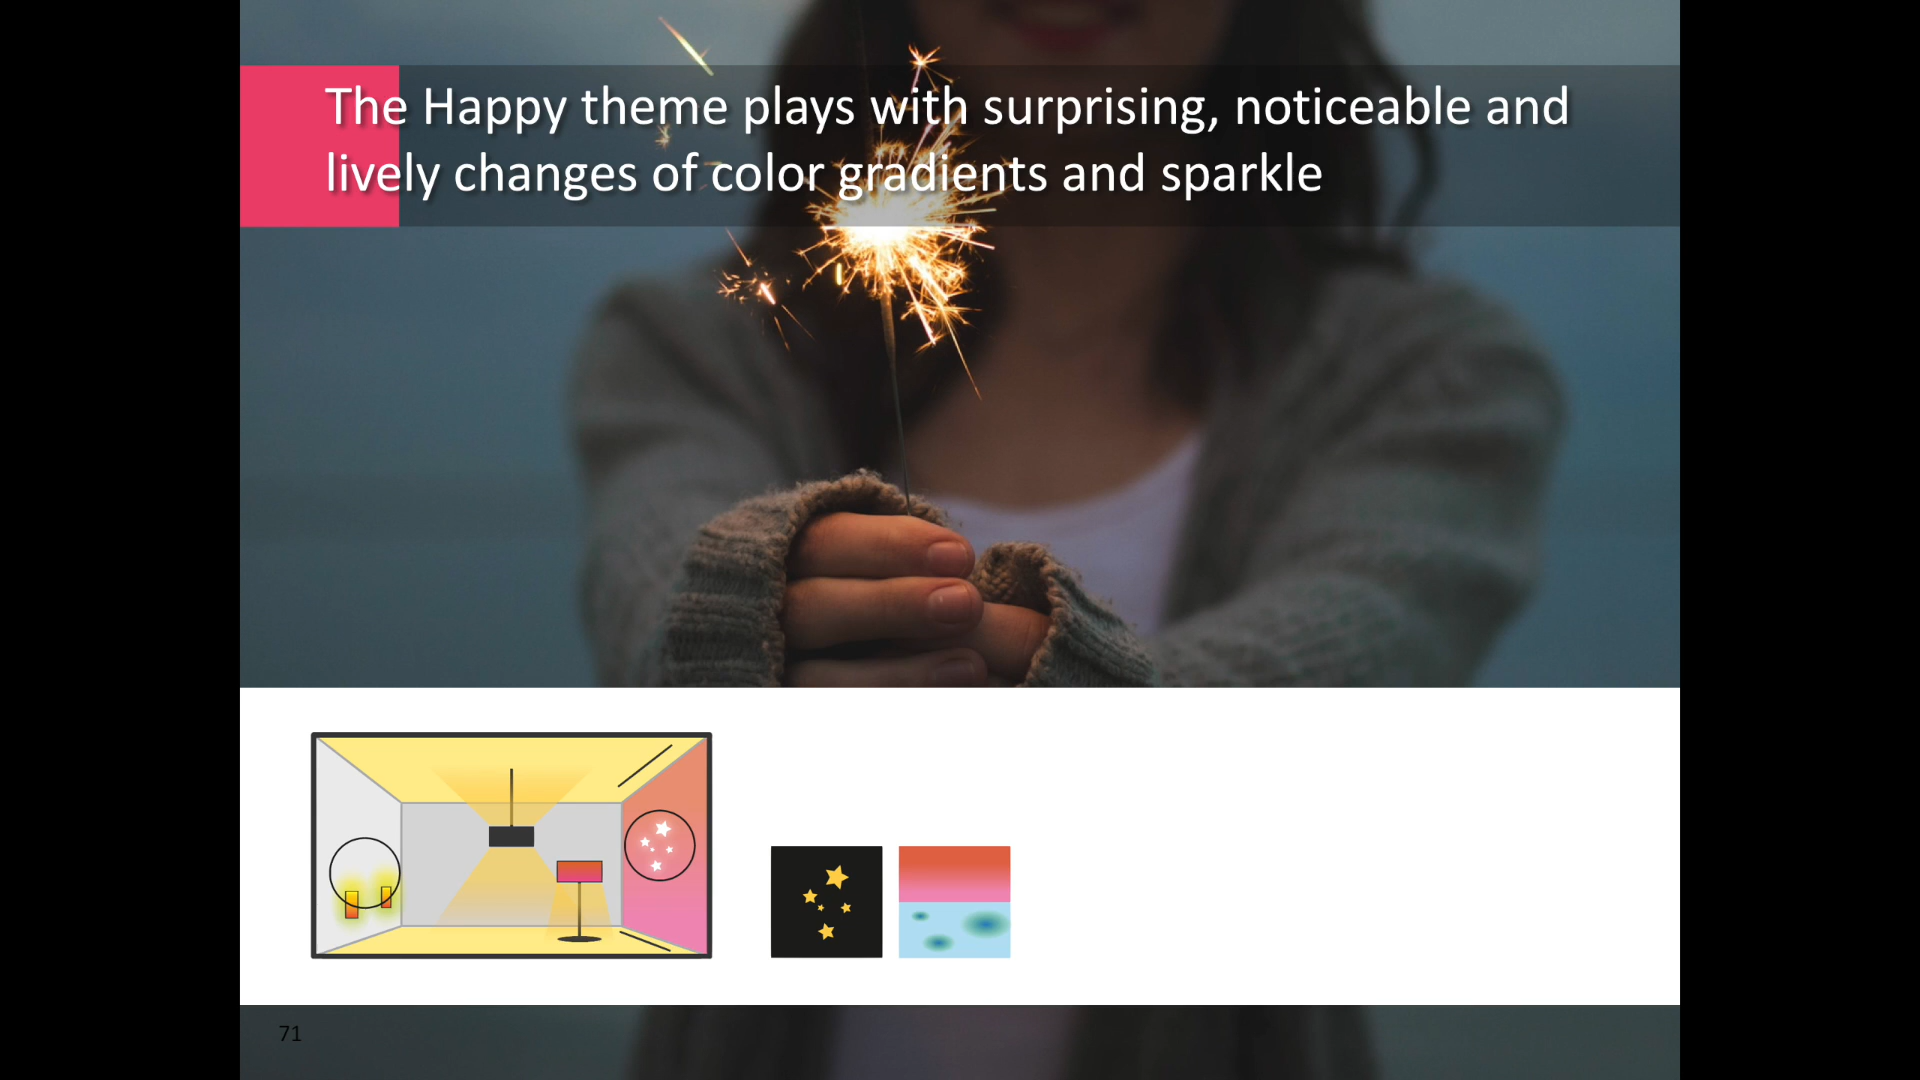 The Happy theme plays with surprising, noticeable and
lively changes of color gradients and sparkle
71